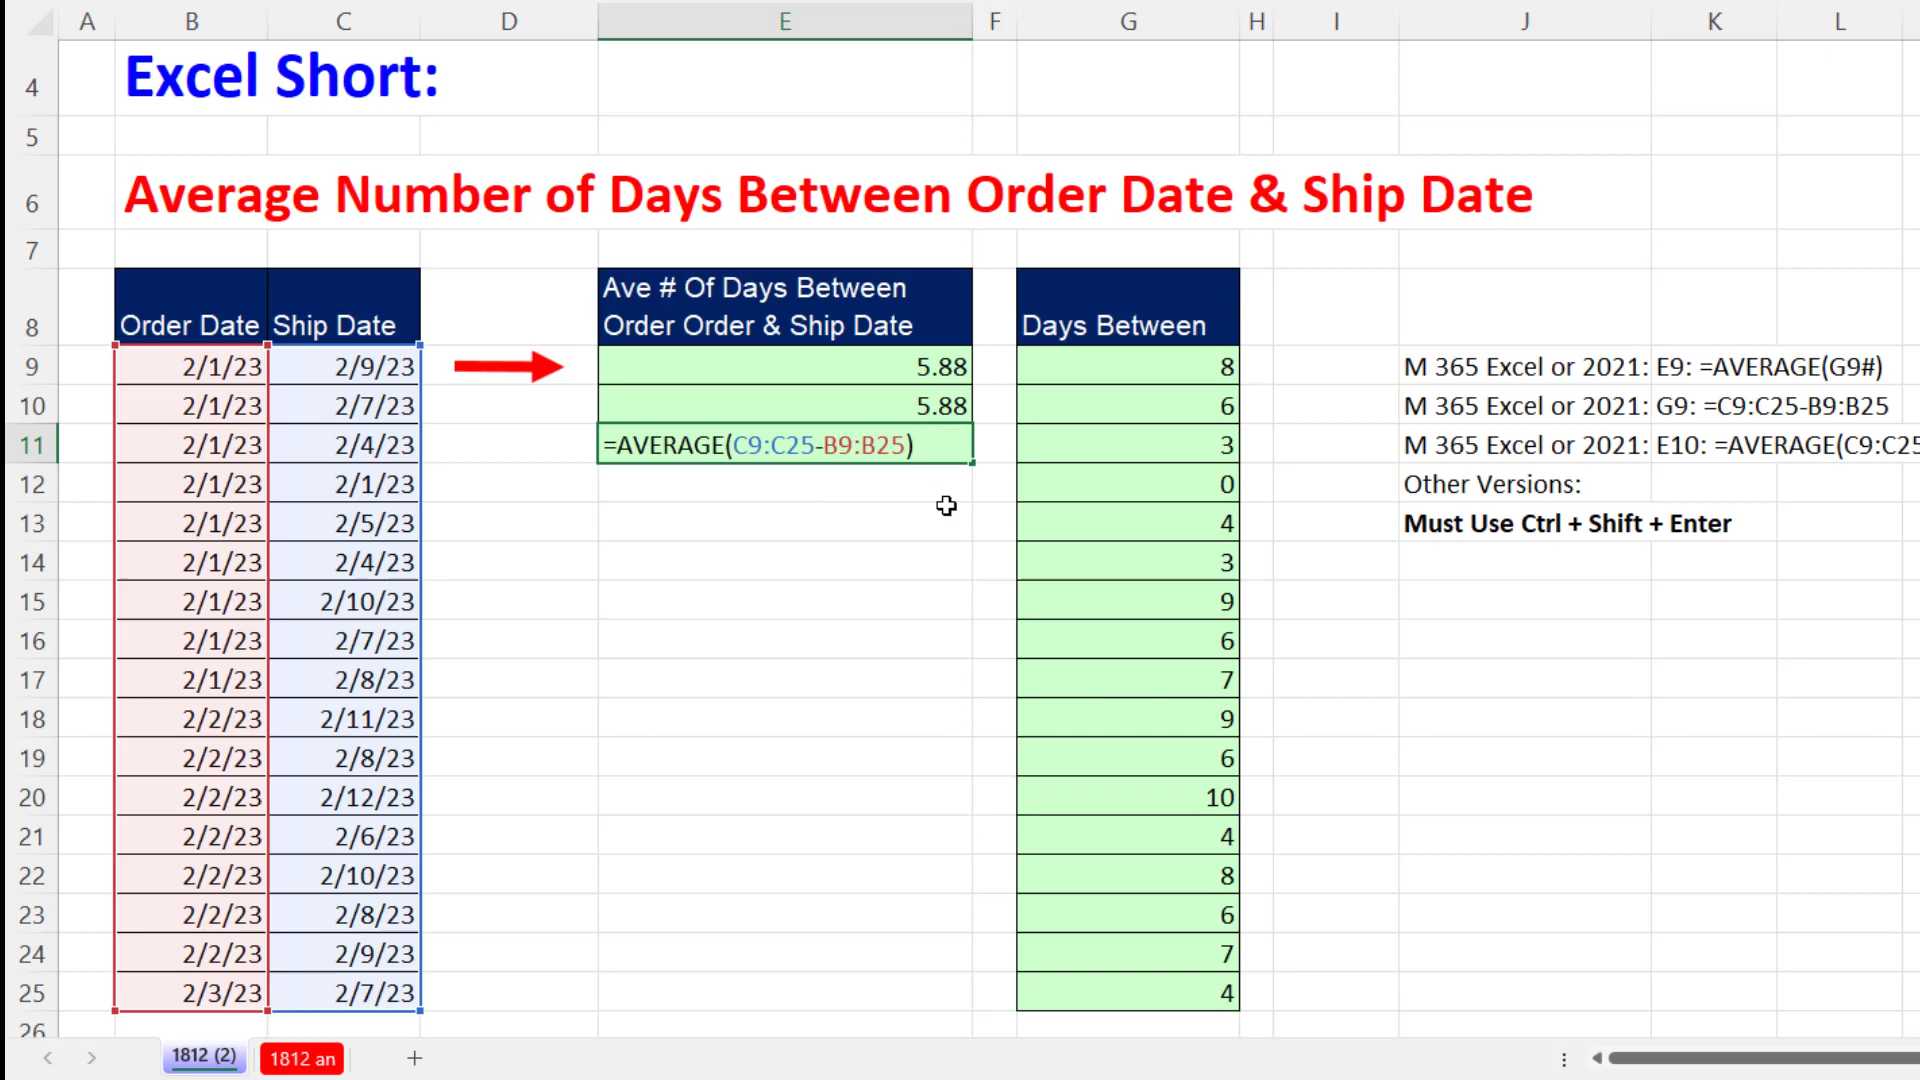 A B C D E F G H I J K L
4 Excel Short:
5
6 Average Number of Days Between Order Date & Ship Date
7
Ave # Of Days Between
8 Order Date Ship Date Order Order & Ship Date Days Between
9 2/1/23 2/9/23 5.88 8 M 365 Excel or 2021: E9: =AVERAGE(G9#)
10 2/1/23 2/7/23 5.88 6 M 365 Excel or 2021: G9: =C9:C25-B9:B25
11 2/1/23 2/4/23 =AVERAGE(C9:C25-B9:B25) 3 M 365 Excel or 2021: E10: =AVERAGE(C9:C25
12 2/1/23 2/1/23 0 Other Versions:
13 2/1/23 2/5/23 4 Must Use Ctrl + Shift + Enter
14 2/1/23 2/4/23 3
15 2/1/23 2/10/23 9
16 2/1/23 2/7/23 6
17 2/1/23 2/8/23 7
18 2/2/23 2/11/23 9
19 2/2/23 2/8/23 6
20 2/2/23 2/12/23 10
21 2/2/23 2/6/23 4
22 2/2/23 2/10/23 8
23 2/2/23 2/8/23 6
24 2/2/23 2/9/23 7
25 2/3/23 2/7/23 4
26
1812 (2) 1812 an